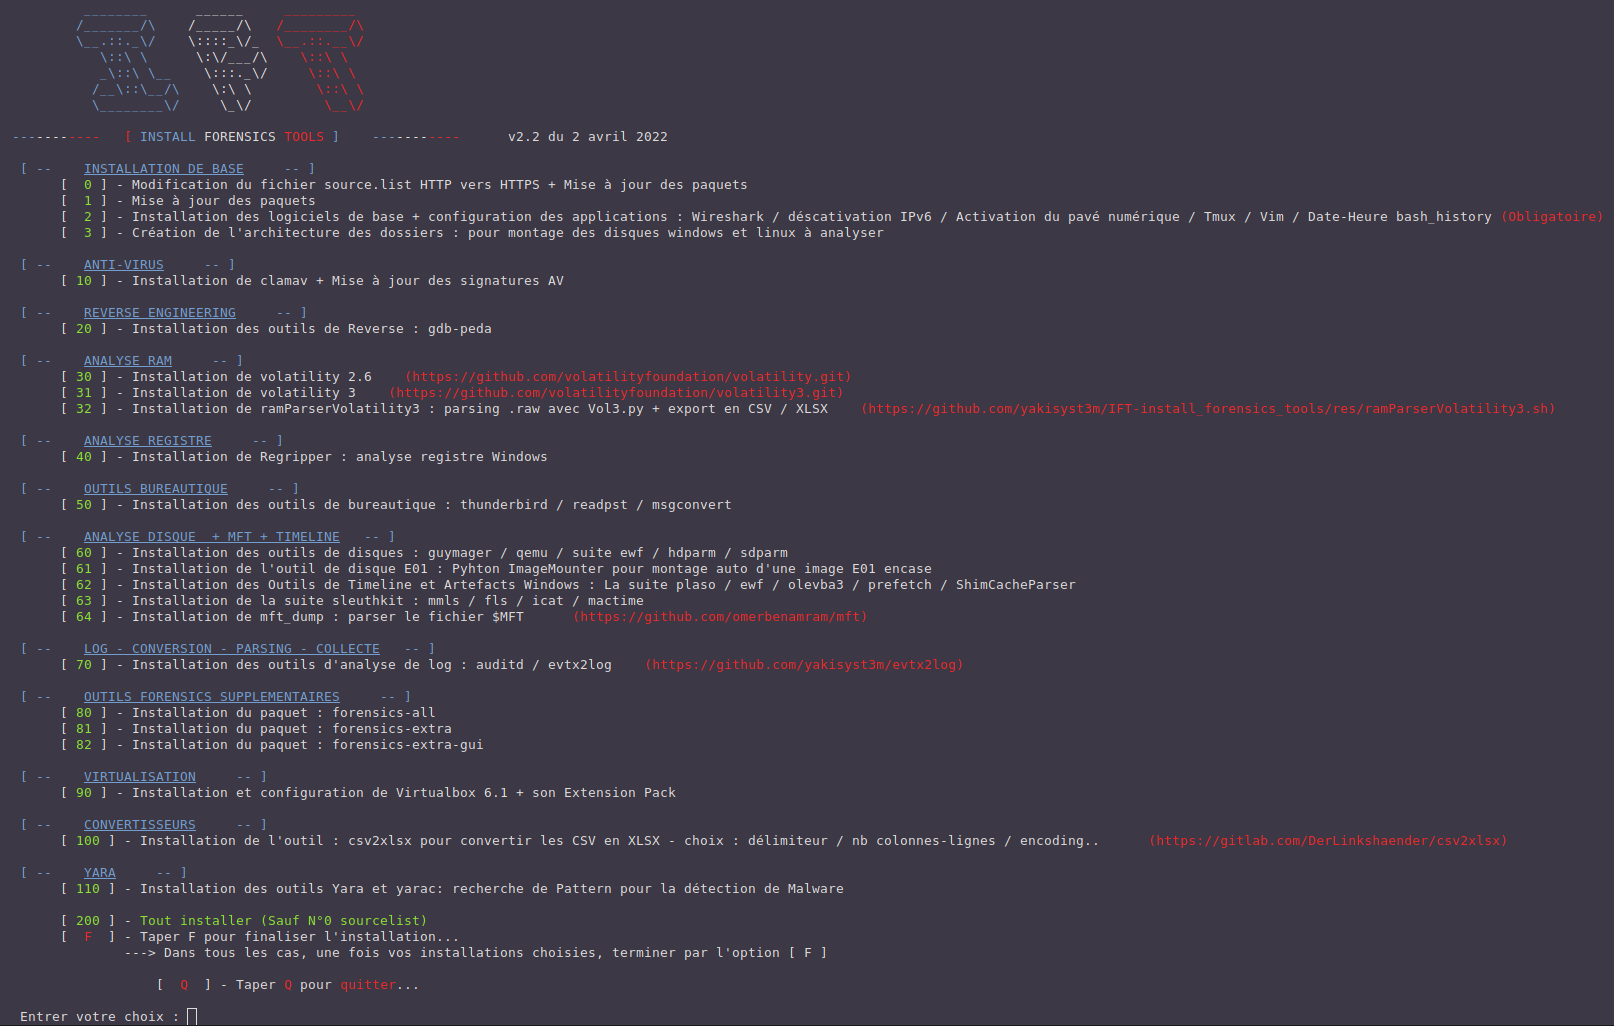 ---------- [ INSTALL FORENSICS TOOLS ] ---------- v2.2 du 2 avril 2022
[ -- INSTALLATION DE BASE -- ]
[ 0 ] - Modification du fichier source.list HTTP vers HTTPS + Mise à jour des paquets
[ 1 ] - Mise à jour des paquets
[ 2 ] - Installation des logiciels de base + configuration des applications : Wireshark / déscativation IPv6 / Activation du pavé numérique / Tmux / Vim / Date-Heure bash_history (Obligatoire)
[ 3 ] - Création de l'architecture des dossiers : pour montage des disques windows et linux à analyser
[ -- ANTI-VIRUS -- ]
[ 10 ] - Installation de clamav + Mise à jour des signatures AV
[ -- REVERSE ENGINEERING -- ]
[ 20 ] - Installation des outils de Reverse : gdb-peda
[ -- ANALYSE RAM -- ]
[ 30 ] - Installation de volatility 2.6 (https://github.com/volatilityfoundation/volatility.git)
[ 31 ] - Installation de volatility 3 (https://github.com/volatilityfoundation/volatility3.git)
[ 32 ] - Installation de ramParserVolatility3 : parsing .raw avec Vol3.py + export en CSV / XLSX (https://github.com/yakisyst3m/IFT-install_forensics_tools/res/ramParserVolatility3.sh)
[ -- ANALYSE REGISTRE -- ]
[ 40 ] - Installation de Regripper : analyse registre Windows
[ -- OUTILS BUREAUTIQUE -- ]
[ 50 ] - Installation des outils de bureautique : thunderbird / readpst / msgconvert
[ -- ANALYSE DISQUE + MFT + TIMELINE -- ]
[ 60 ] - Installation des outils de disques : guymager / qemu / suite ewf / hdparm / sdparm
[ 61 ] - Installation de l'outil de disque E01 : Pyhton ImageMounter pour montage auto d'une image E01 encase
[ 62 ] - Installation des Outils de Timeline et Artefacts Windows : La suite plaso / ewf / olevba3 / prefetch / ShimCacheParser
[ 63 ] - Installation de la suite sleuthkit : mmls / fls / icat / mactime
[ 64 ] - Installation de mft_dump : parser le fichier $MFT (https://github.com/omerbenamram/mft)
[ -- LOG - CONVERSION - PARSING - COLLECTE -- ]
[ 70 ] - Installation des outils d'analyse de log : auditd / evtx2log (https://github.com/yakisyst3m/evtx2log)
[ -- OUTILS FORENSICS SUPPLEMENTAIRES -- ]
[ 80 ] - Installation du paquet : forensics-all
[ 81 ] - Installation du paquet : forensics-extra
[ 82 ] - Installation du paquet : forensics-extra-gui
[ -- VIRTUALISATION -- ]
[ 90 ] - Installation et configuration de Virtualbox 6.1 + son Extension Pack
[ -- CONVERTISSEURS -- ]
[ 100 ] - Installation de l'outil : csv2xlsx pour convertir les CSV en XLSX - choix : délimiteur / nb colonnes-lignes / encoding.. (https://gitlab.com/DerLinkshaender/csv2xlsx)
[ -- YARA -- ]
[ 110 ] - Installation des outils Yara et yarac: recherche de Pattern pour la détection de Malware
[ 200 ] - Tout installer (Sauf N°0 sourcelist)
[ F ] - Taper F pour finaliser l'installation...
---> Dans tous les cas, une fois vos installations choisies, terminer par l'option [ F ]
[ Q ] - Taper Q pour quitter...
Entrer votre choix :